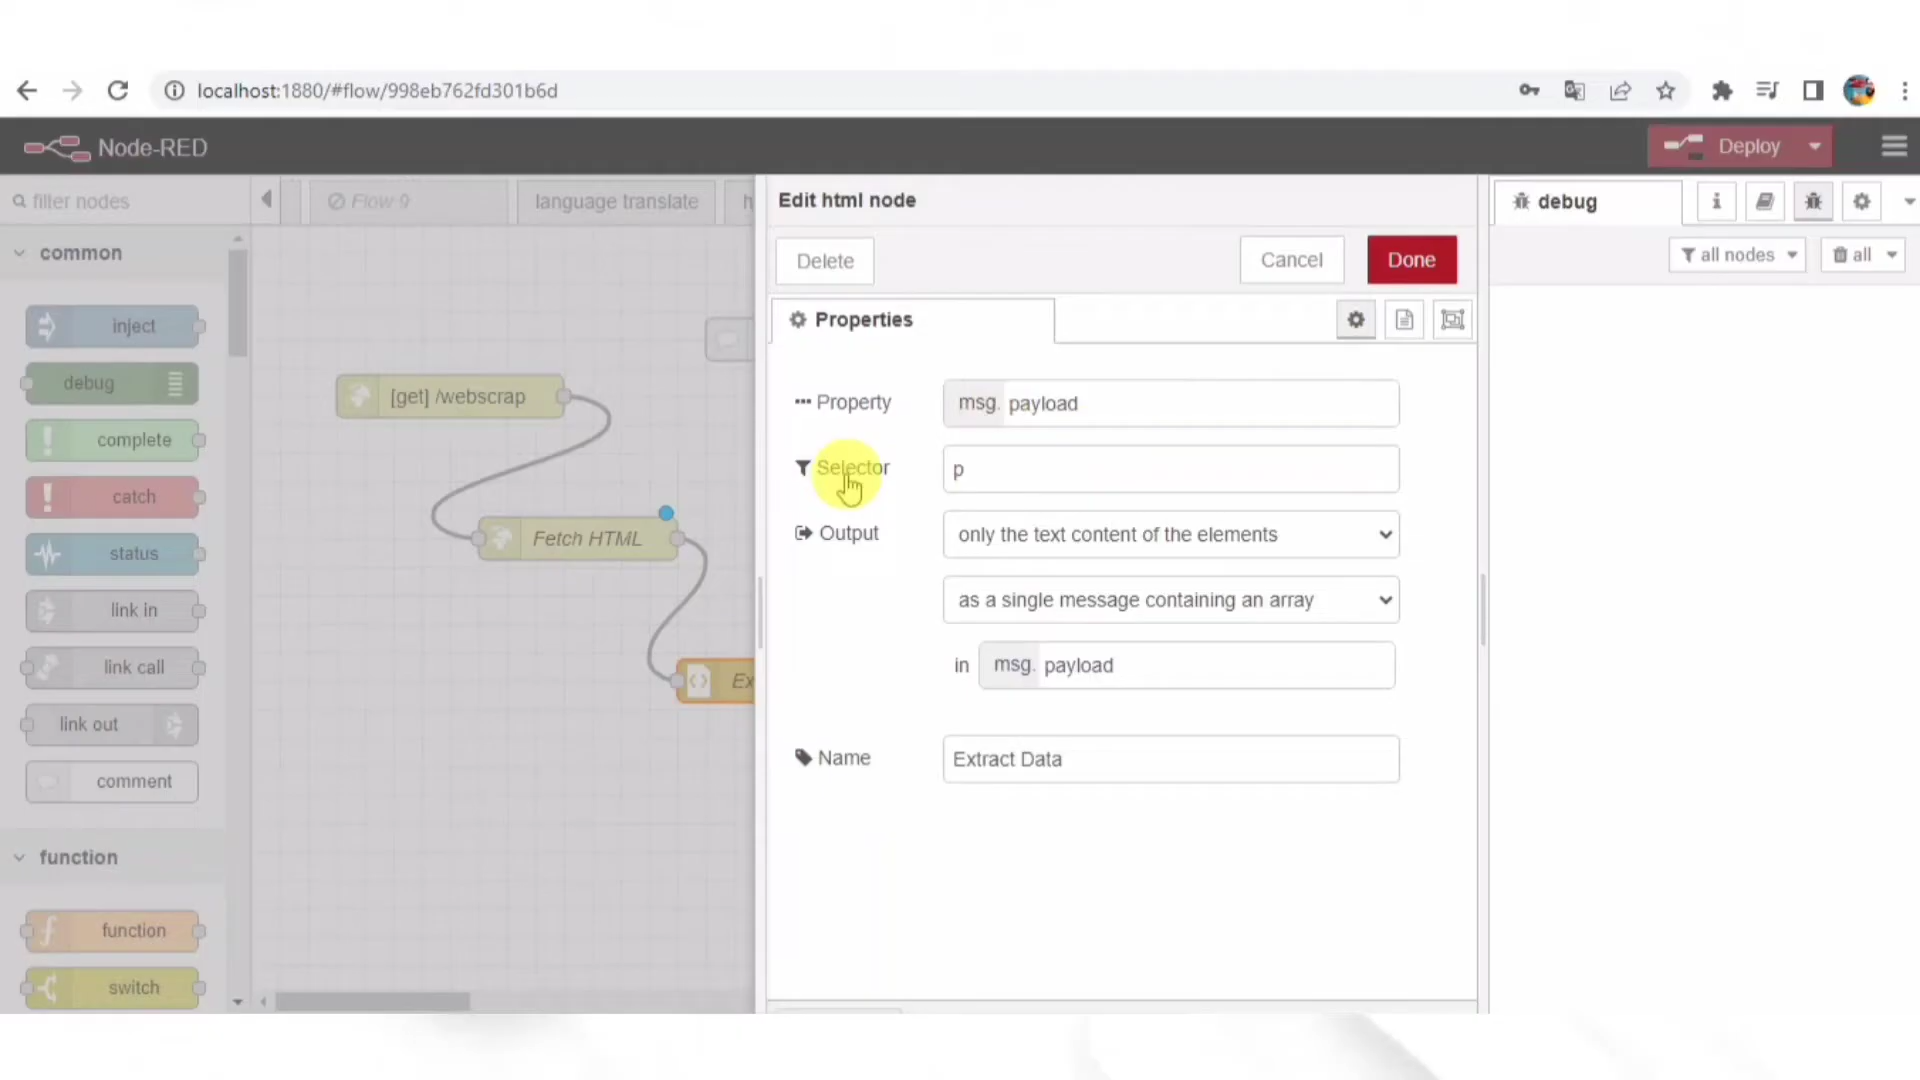 localhost:1880/#flow/998eb762fd301b6d
Node-RED
Deploy
filter nodes
Flow 9
language translate
h
Edit html node
debug
Delete
Cancel
Done
all nodes
all
common
inject
debug
complete
catch
status
link in
link call
link out
comment
function
function
switch
[get] /webscrap
Fetch HTML
Ex
Properties
Property
msg. payload
Selector
p
Output
only the text content of the elements
as a single message containing an array
in
msg. payload
Name
Extract Data